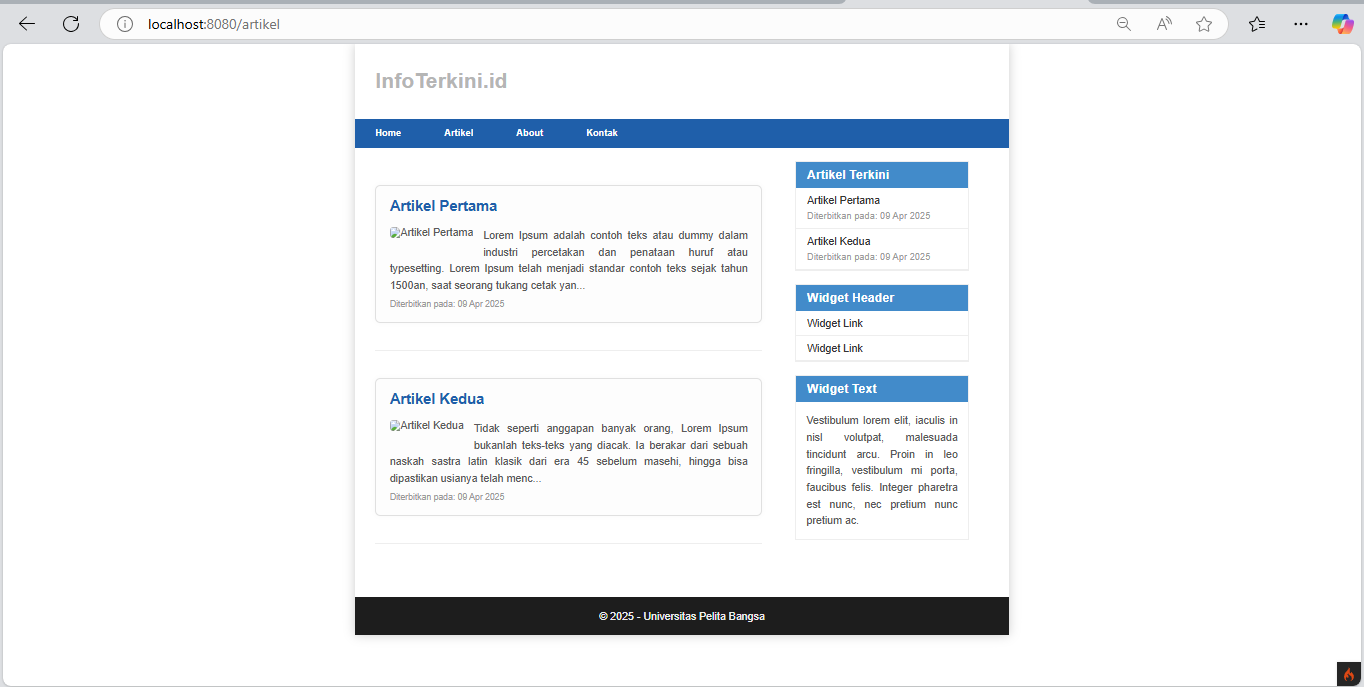 localhost:8080/artikel
InfoTerkini.id
Home Artikel About Kontak
Artikel Pertama
Artikel Pertama
Lorem Ipsum adalah contoh teks atau dummy dalam
industri percetakan dan penataan huruf atau
typesetting. Lorem Ipsum telah menjadi standar contoh teks sejak tahun
1500an, saat seorang tukang cetak yan...
Diterbitkan pada: 09 Apr 2025
Artikel Kedua
Artikel Kedua
Tidak seperti anggapan banyak orang, Lorem Ipsum
bukanlah teks-teks yang diacak. Ia berakar dari sebuah
naskah sastra latin klasik dari era 45 sebelum masehi, hingga bisa
dipastikan usianya telah menc...
Diterbitkan pada: 09 Apr 2025
Artikel Terkini
Artikel Pertama
Diterbitkan pada: 09 Apr 2025
Artikel Kedua
Diterbitkan pada: 09 Apr 2025
Widget Header
Widget Link
Widget Link
Widget Text
Vestibulum lorem elit, iaculis in
nisl volutpat, malesuada
tincidunt arcu. Proin in leo
fringilla, vestibulum mi porta,
faucibus felis. Integer pharetra
est nunc, nec pretium nunc
pretium ac.
© 2025 - Universitas Pelita Bangsa